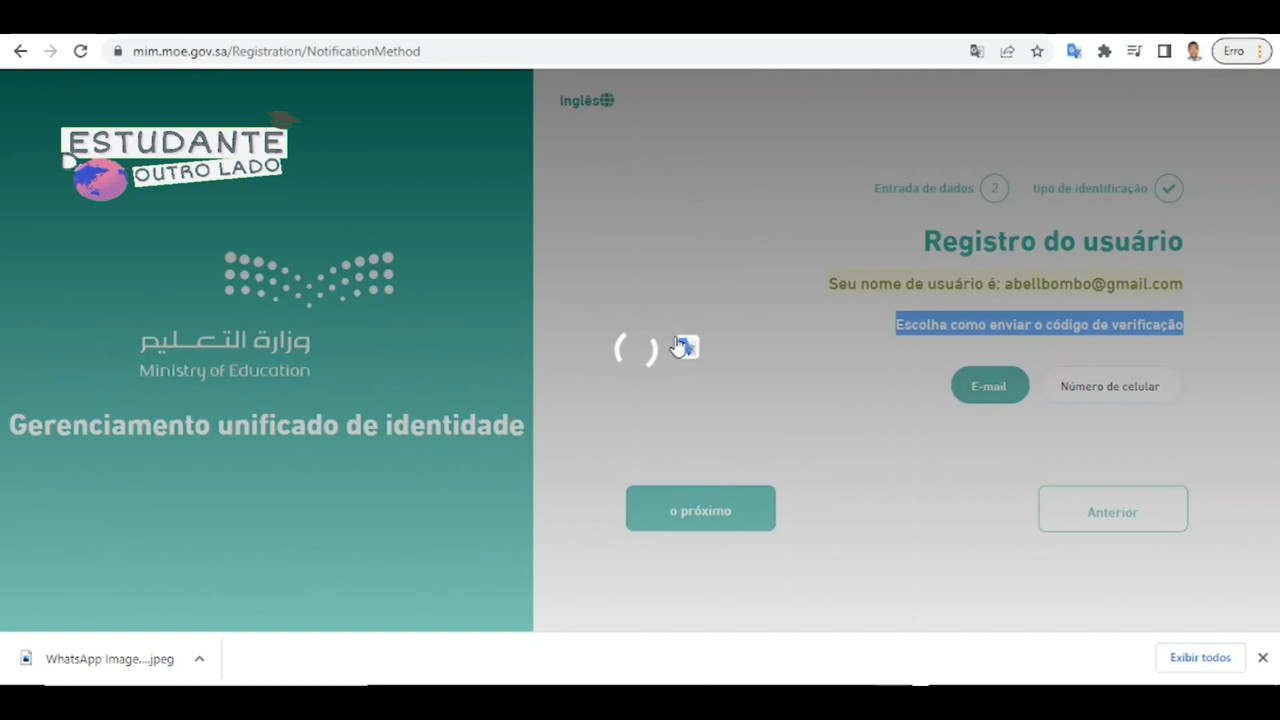 mim.moe.gov.sa/Registration/NotificationMethod
Erro
ESTUDANTE
DO OUTRO LADO
وزارة التعليم
Ministry of Education
Gerenciamento unificado de identidade
Inglês
Entrada de dados 2 tipo de identificação
Registro do usuário
Seu nome de usuário é: abellbombo@gmail.com
Escolha como enviar o código de verificação
E-mail Número de celular
o próximo Anterior
WhatsApp Image....jpeg
Exibir todos